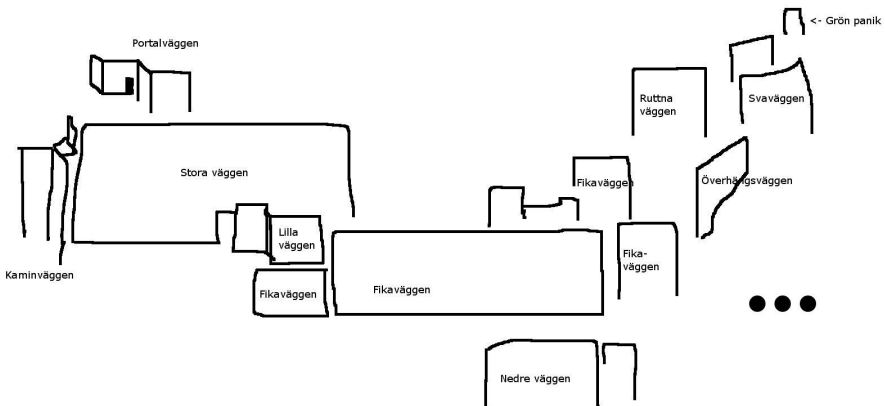 <- Grön panik
Portalväggen
Ruttna
väggen
Svaväggen
Stora väggen
Fikaväggen
Överhängsväggen
Lilla
väggen
Fika-
väggen
Kaminväggen
Fikaväggen
Fikaväggen
Nedre väggen